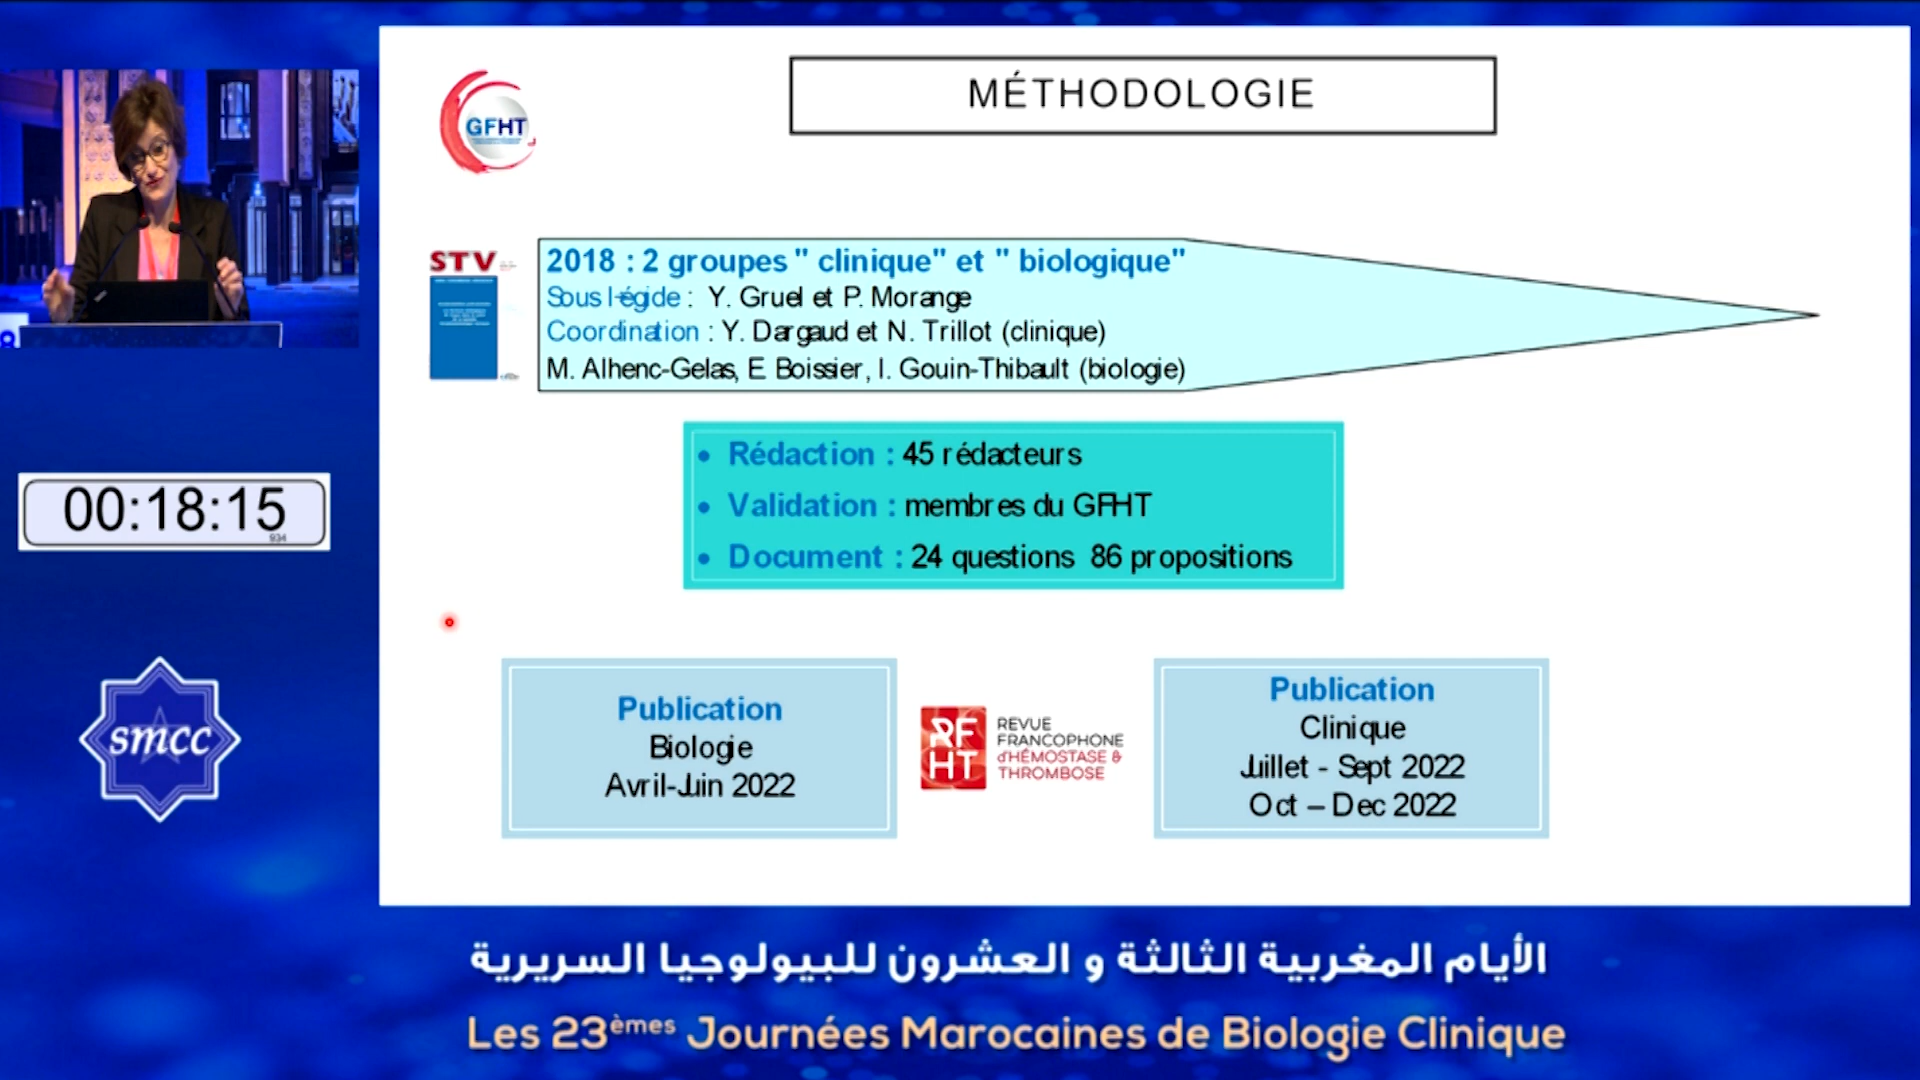 MÉTHODOLOGIE
GFHT
STV
2018 : 2 groupes " clinique" et " biologique"
Sous l-égide : Y. Gruel et P. Morange
Coordination : Y. Dargaud et N. Trillot (clinique)
M. Alhenc-Gelas, E Boissier, I. Gouin-Thibault (biologie)
• Rédaction : 45 rédacteurs
• Validation : membres du GFHT
• Document : 24 questions 86 propositions
00:18:15
934
Publication
Biologie
Avril-Juin 2022
RF
HT
REVUE
FRANCOPHONE
d'HÉMOSTASE &
THROMBOSE
Publication
Clinique
Juillet - Sept 2022
Oct – Dec 2022
smcc
الأيام المغربية الثالثة و العشرون للبيولوجيا السريرية
Les 23èmes Journées Marocaines de Biologie Clinique